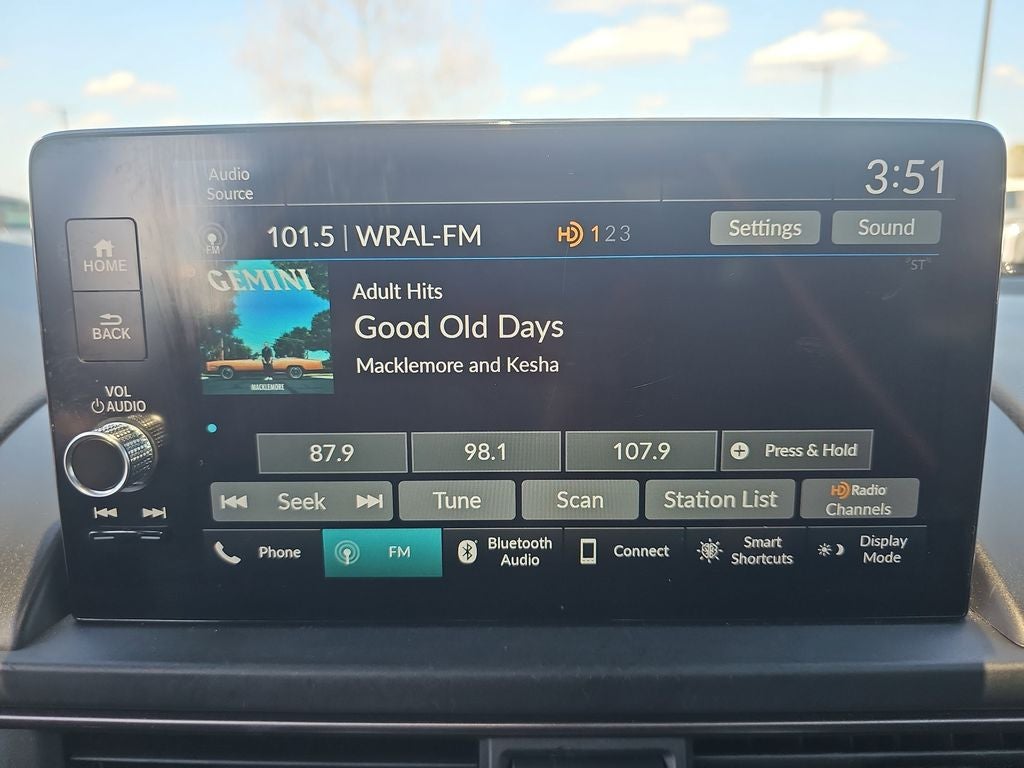 Audio
Source
3:51
FM
101.5 | WRAL-FM
HD 1 2 3
Settings
Sound
ST
HOME
BACK
VOL
AUDIO
GEMINI
MACKLEMORE
Adult Hits
Good Old Days
Macklemore and Kesha
87.9
98.1
107.9
Press & Hold
Seek
Tune
Scan
Station List
HD Radio
Channels
Phone
FM
Bluetooth
Audio
Connect
Smart
Shortcuts
Display
Mode